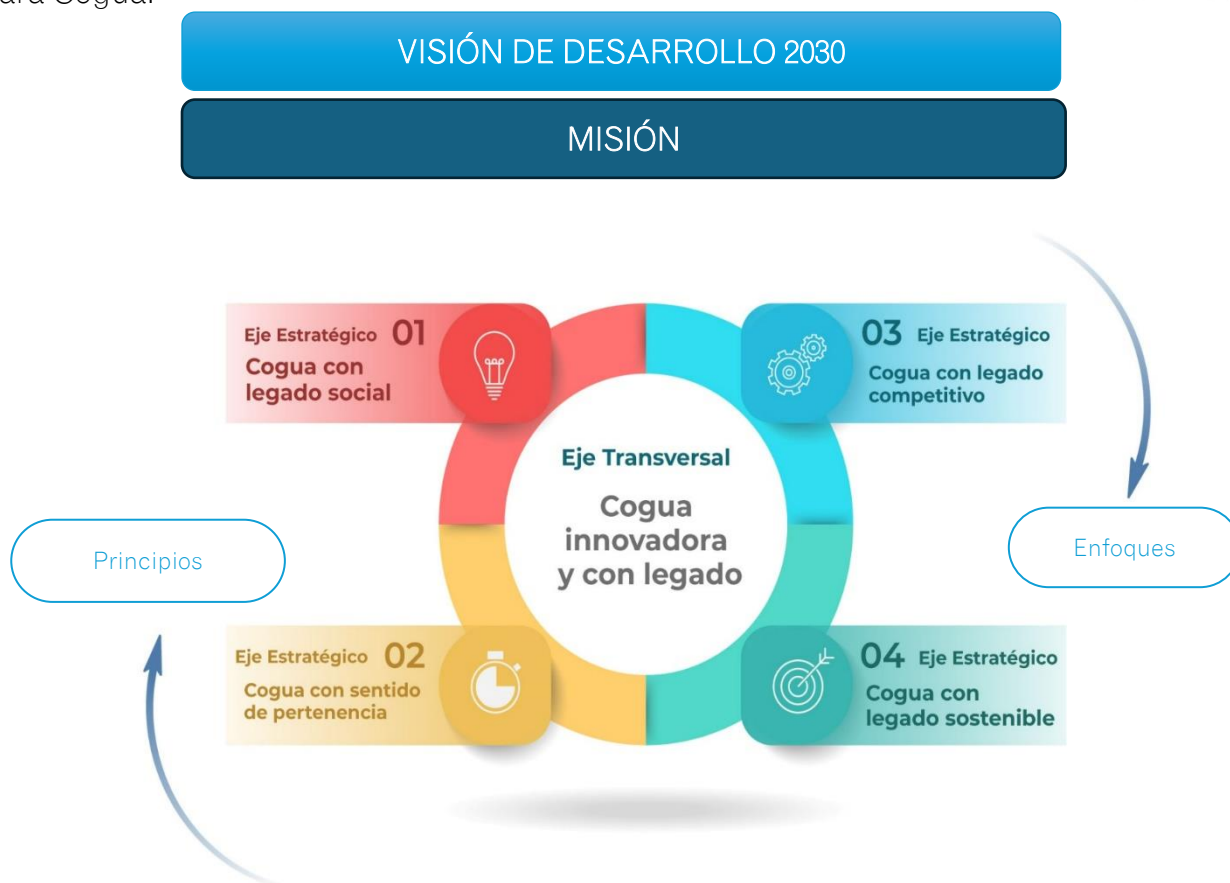 ara Cogua.
VISIÓN DE DESARROLLO 2030
MISIÓN
Eje Estratégico 01
Cogua con
legado social
03 Eje Estratégico
Cogua con legado
competitivo
Eje Transversal
Cogua
innovadora
y con legado
Principios
Enfoques
Eje Estratégico 02
Cogua con sentido
de pertenencia
04 Eje Estratégico
Cogua con
legado sostenible